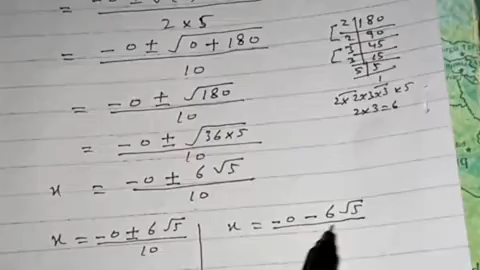 = 
2 × 5
= -0 ± √0 + 180 / 10
= -0 ± √180 / 10
= -0 ± √36×5 / 10
x = -0 ± 6√5 / 10
x = -0 ± 6√5 / 10
x = -0 - 6√5
2 | 180
2 | 90
3 | 45
5 | 5
1
2×2×3×3×5
2×3=6